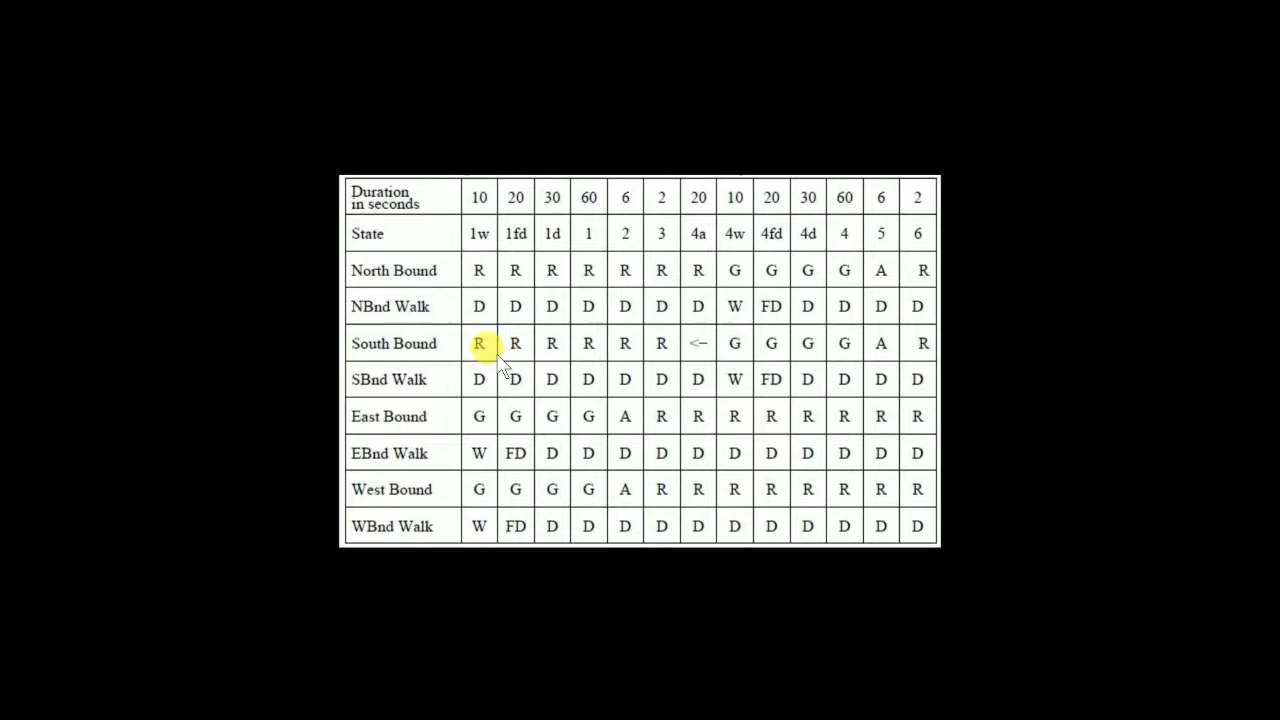 Duration
in seconds 10 20 30 60 6 2 20 10 20 30 60 6 2
State 1w 1fd 1d 1 2 3 4a 4w 4fd 4d 4 5 6
North Bound R R R R R R R G G G G A R
NBnd Walk D D D D D D D W FD D D D D
South Bound R R R R R R <– G G G G A R
SBnd Walk D D D D D D D W FD D D D D
East Bound G G G G A R R R R R R R R
EBnd Walk W FD D D D D D D D D D D D
West Bound G G G G A R R R R R R R R
WBnd Walk W FD D D D D D D D D D D D